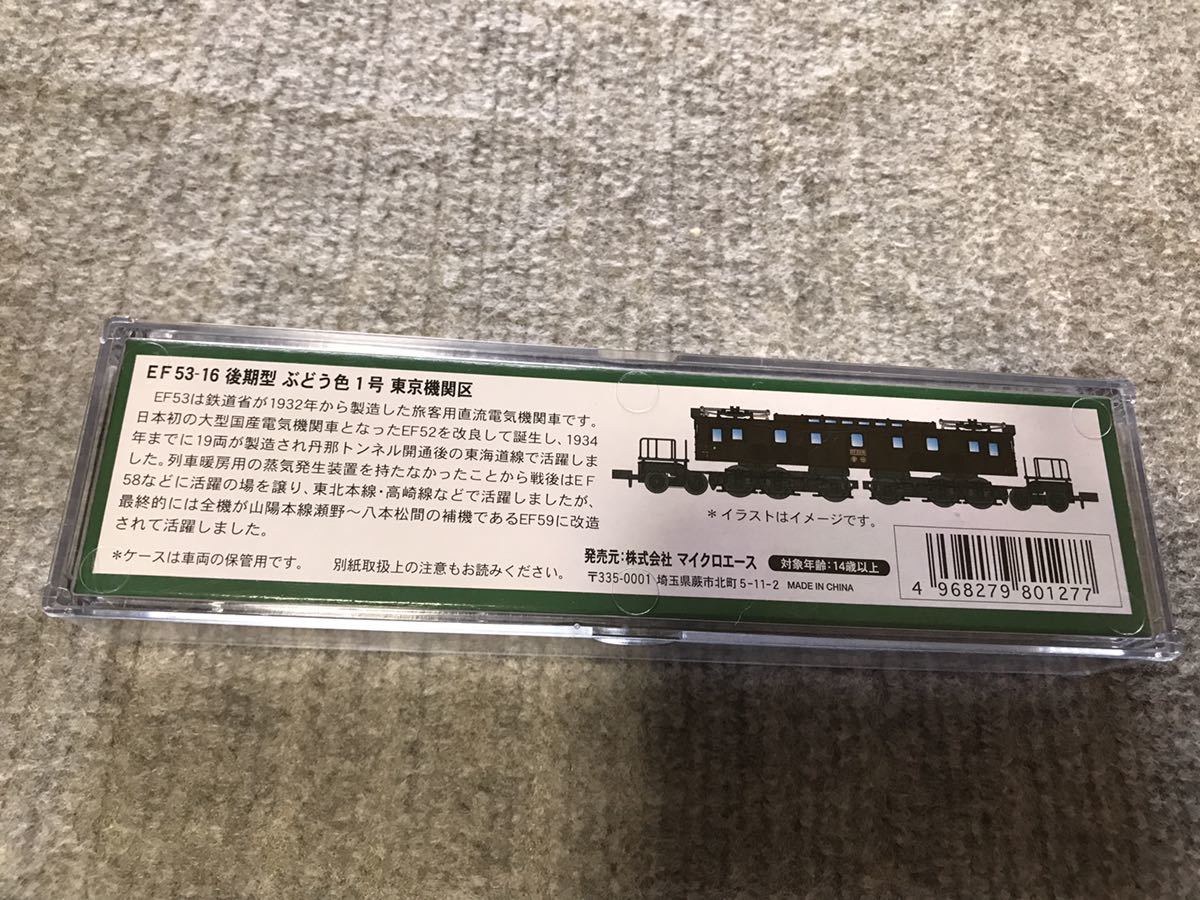 EF53-16 後期型 ぶどう色1号 東京機関区
EF53は鉄道省が1932年から製造した旅客用直流電気機関車です。
日本初の大型国産電気機関車となったEF52を改良して誕生し、1934
年までに19両が製造され丹那トンネル開通後の東海道線で活躍しま
した。列車暖房用の蒸気発生装置を持たなかったことから戦後はEF
58などに活躍の場を譲り、東北本線・高崎線などで活躍しましたが、
最終的には全機が山陽本線瀬野～八本松間の補機であるEF59に改造
されて活躍しました。
*ケースは車両の保管用です。 別紙取扱上の注意もお読みください。
*イラストはイメージです。
発売元:株式会社 マイクロエース 対象年齢:14歳以上
〒335-0001 埼玉県蕨市北町5-11-2 MADE IN CHINA
4 968279 801277